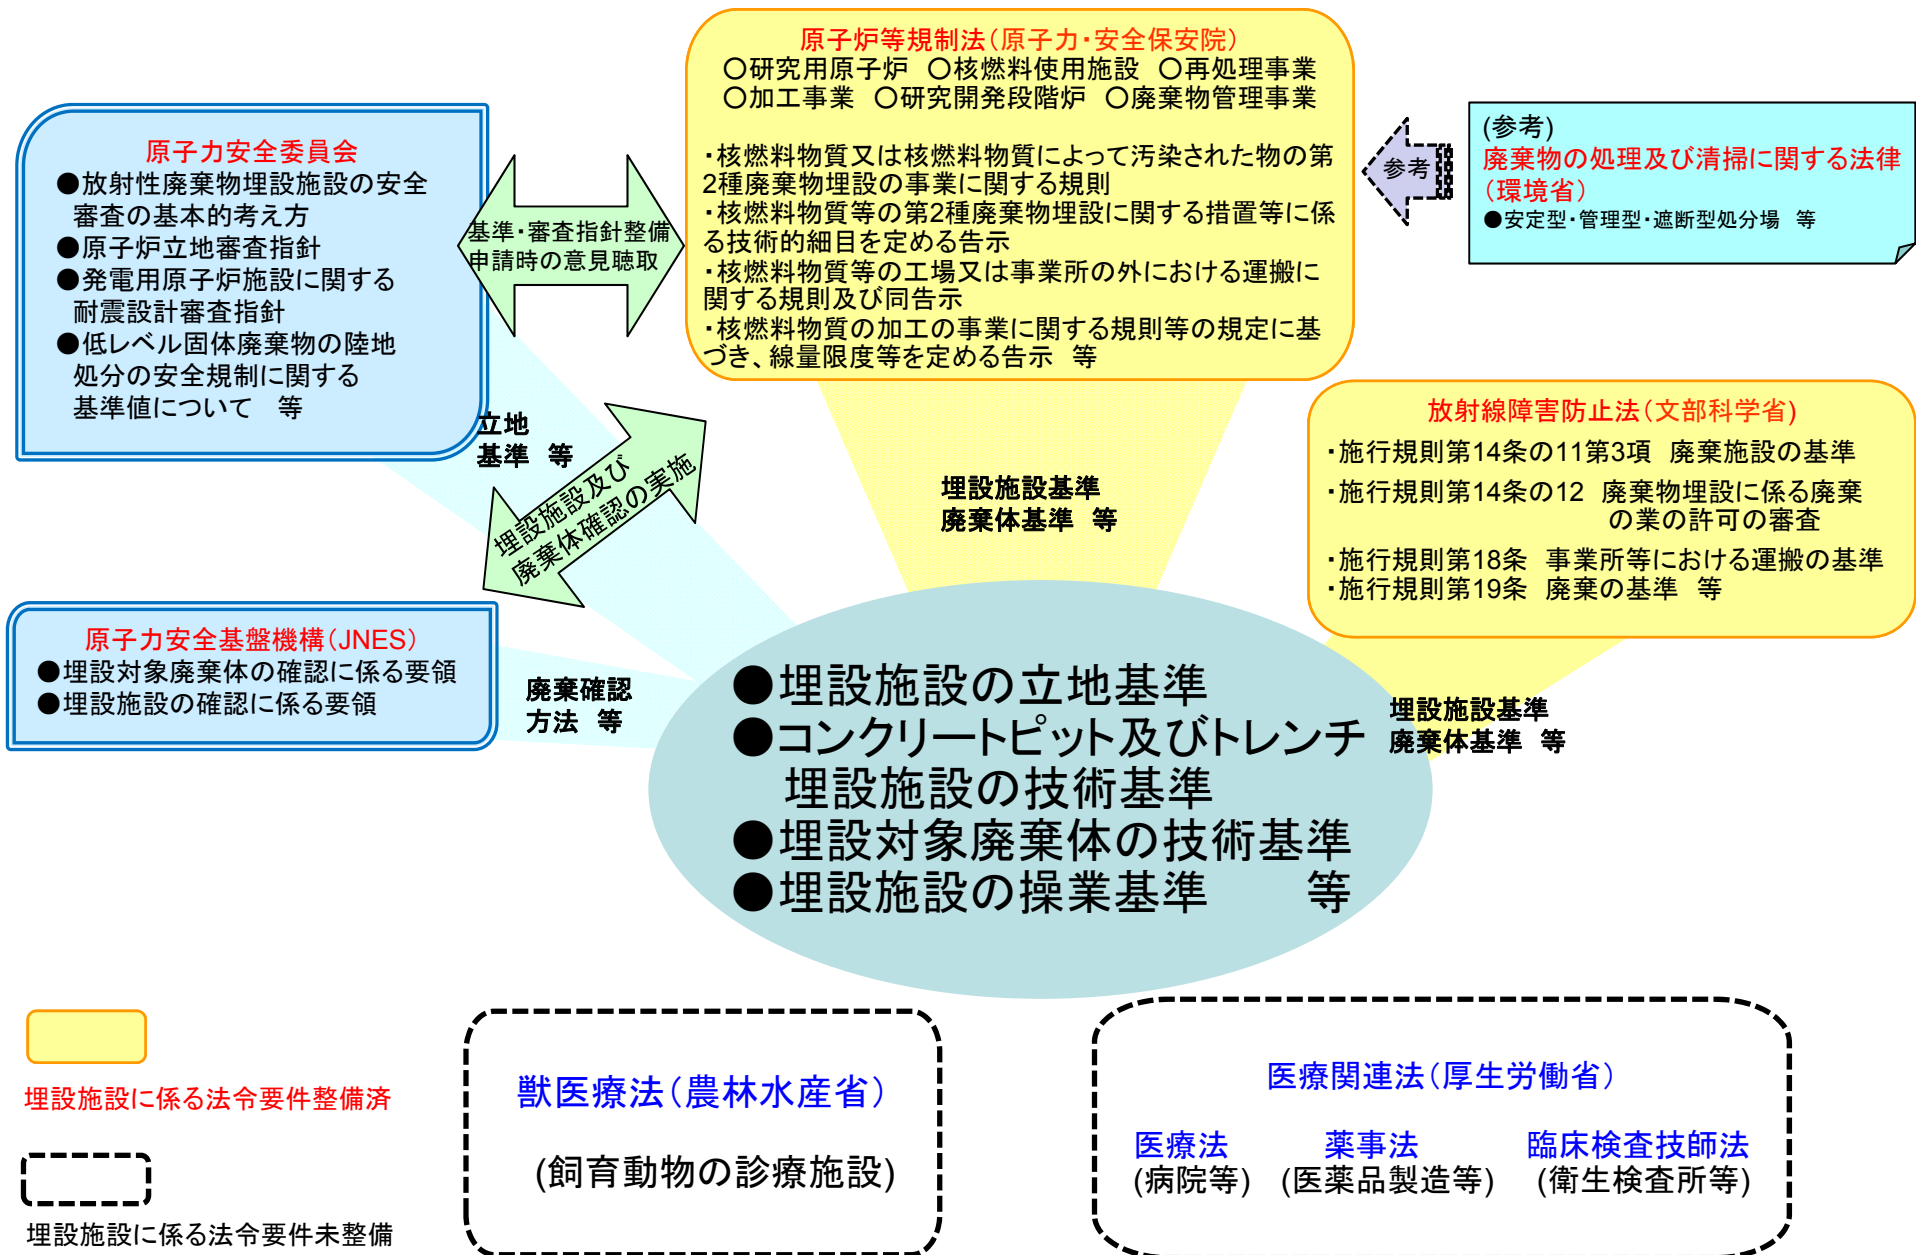 原子炉等規制法(原子力・安全保安院)
〇研究用原子炉 〇核燃料使用施設 〇再処理事業
〇加工事業 〇研究開発段階炉 〇廃棄物管理事業
・核燃料物質又は核燃料物質によって汚染された物の第
2種廃棄物埋設の事業に関する規則
・核燃料物質等の第2種廃棄物埋設に関する措置等に係
る技術的細目を定める告示
・核燃料物質等の工場又は事業所の外における運搬に
関する規則及び同告示
・核燃料物質の加工の事業に関する規則等の規定に基
づき、線量限度等を定める告示 等
原子力安全委員会
●放射性廃棄物埋設施設の安全
審査の基本的考え方
●原子炉立地審査指針
●発電用原子炉施設に関する
耐震設計審査指針
●低レベル固体廃棄物の陸地
処分の安全規制に関する
基準値について 等
基準・審査指針整備
申請時の意見聴取
参考
(参考)
廃棄物の処理及び清掃に関する法律
(環境省)
●安定型・管理型・遮断型処分場 等
立地
基準 等
埋設施設及び
廃棄体確認の実施
埋設施設基準
廃棄体基準 等
放射線障害防止法(文部科学省)
・施行規則第14条の11第3項 廃棄施設の基準
・施行規則第14条の12 廃棄物埋設に係る廃棄
の業の許可の審査
・施行規則第18条 事業所等における運搬の基準
・施行規則第19条 廃棄の基準 等
原子力安全基盤機構(JNES)
●埋設対象廃棄体の確認に係る要領
●埋設施設の確認に係る要領
廃棄確認
方法 等
埋設施設基準
廃棄体基準 等
●埋設施設の立地基準
●コンクリートピット及びトレンチ
埋設施設の技術基準
●埋設対象廃棄体の技術基準
●埋設施設の操業基準 等
埋設施設に係る法令要件整備済
埋設施設に係る法令要件未整備
獣医療法(農林水産省)
(飼育動物の診療施設)
医療関連法(厚生労働省)
医療法 薬事法 臨床検査技師法
(病院等) (医薬品製造等) (衛生検査所等)